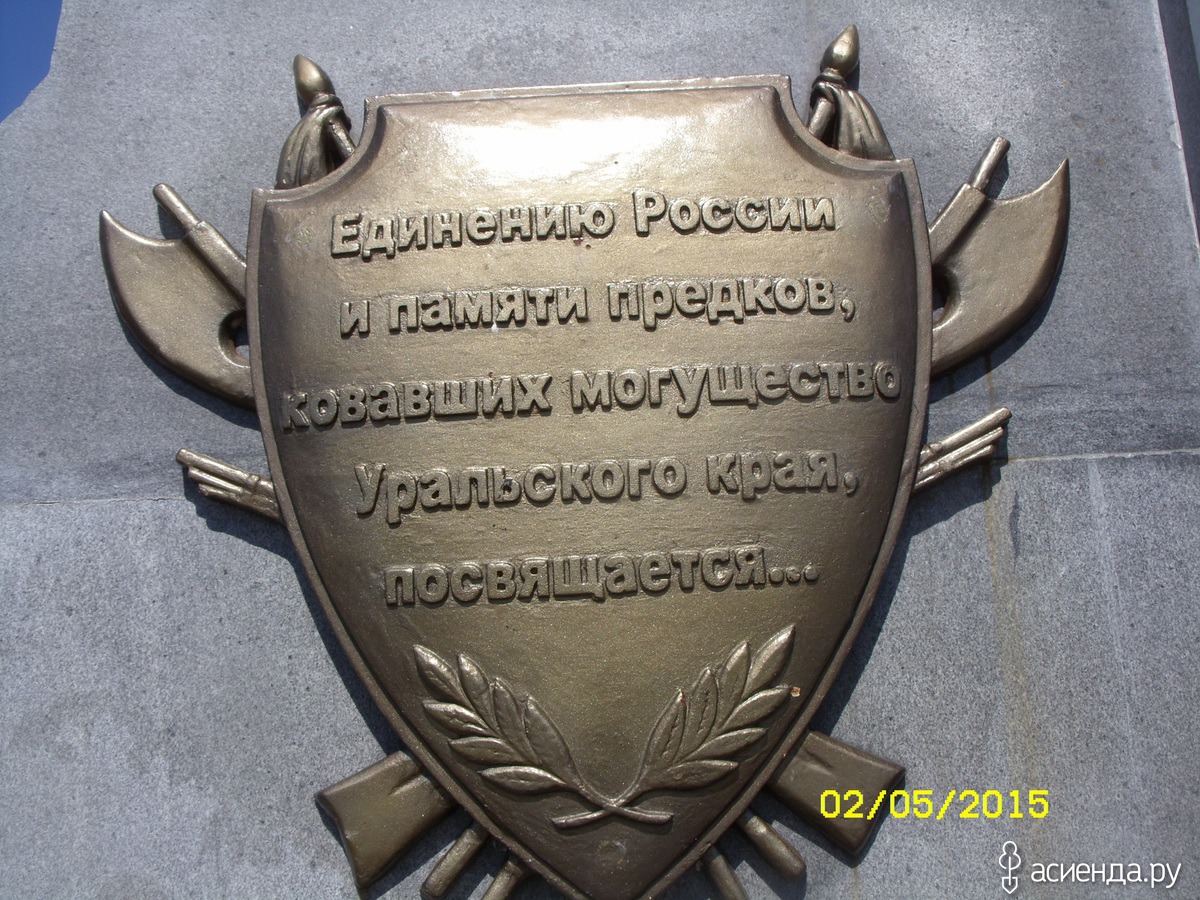 Единению России
и памяти предков,
ковавших могущество
Уральского края,
посвящается...
02/05/2015
асиенда.ру